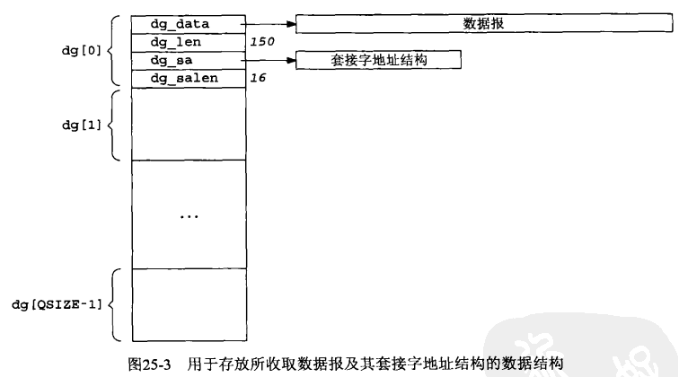 dg_data 数据报
dg[0] dg_len 150
dg_sa 套接字地址结构
dg_salen 16
dg[1]
...
dg[QSIZE-1]
图25-3 用于存放所收取数据报及其套接字地址结构的数据结构